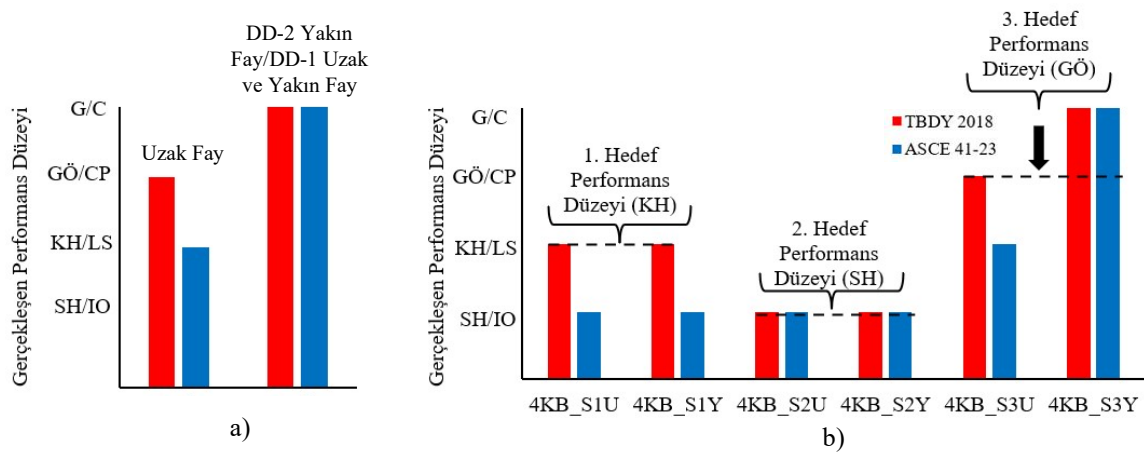 Gerçekleşen Performans Düzeyi
G/C
GÖ/CP
KH/LS
SH/IO
Uzak Fay
DD-2 Yakın
Fay/DD-1 Uzak
ve Yakın Fay
a)
Gerçekleşen Performans Düzeyi
G/C
GÖ/CP
KH/LS
SH/IO
1. Hedef
Performans
Düzeyi (KH)
2. Hedef
Performans
Düzeyi (SH)
3. Hedef
Performans
Düzeyi (GÖ)
TBDY 2018
ASCE 41-23
4KB_S1U 4KB_S1Y 4KB_S2U 4KB_S2Y 4KB_S3U 4KB_S3Y
b)